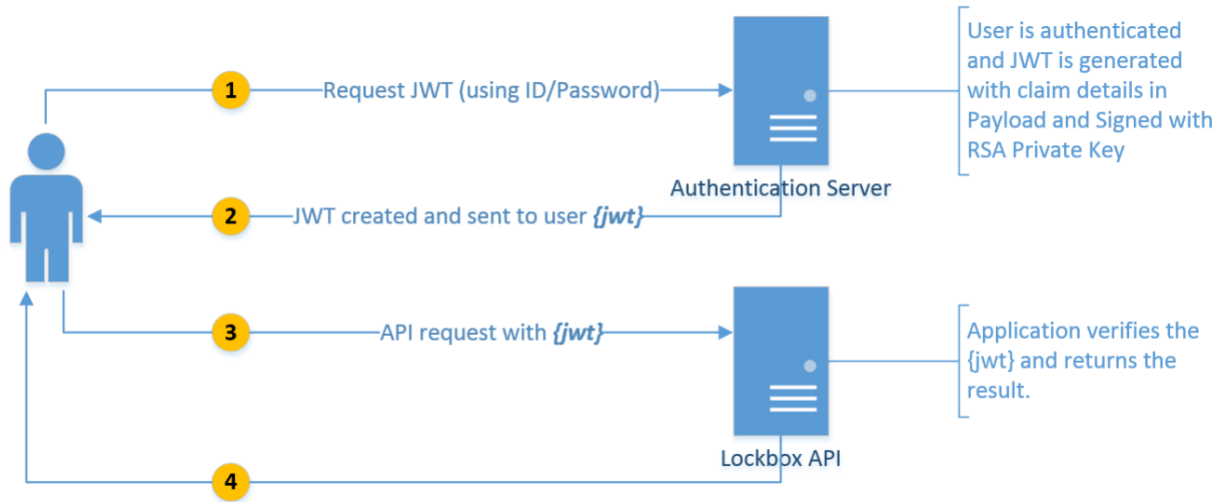 User is authenticated
and JWT is generated
with claim details in
Payload and Signed with
RSA Private Key
1
Request JWT (using ID/Password)
Authentication Server
2
JWT created and sent to user {jwt}
3
API request with {jwt}
Application verifies the
{jwt} and returns the
result.
Lockbox API
4